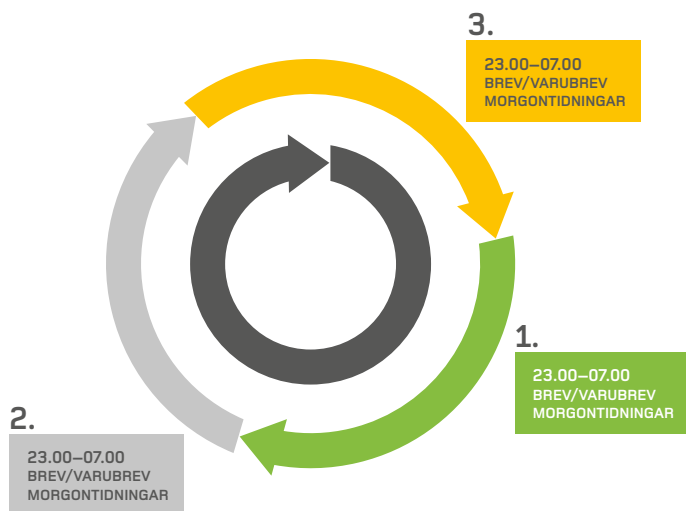 3.
23.00–07.00
BREV/VARUBREV
MORGONTIDNINGAR
1.
23.00–07.00
BREV/VARUBREV
MORGONTIDNINGAR
2.
23.00–07.00
BREV/VARUBREV
MORGONTIDNINGAR